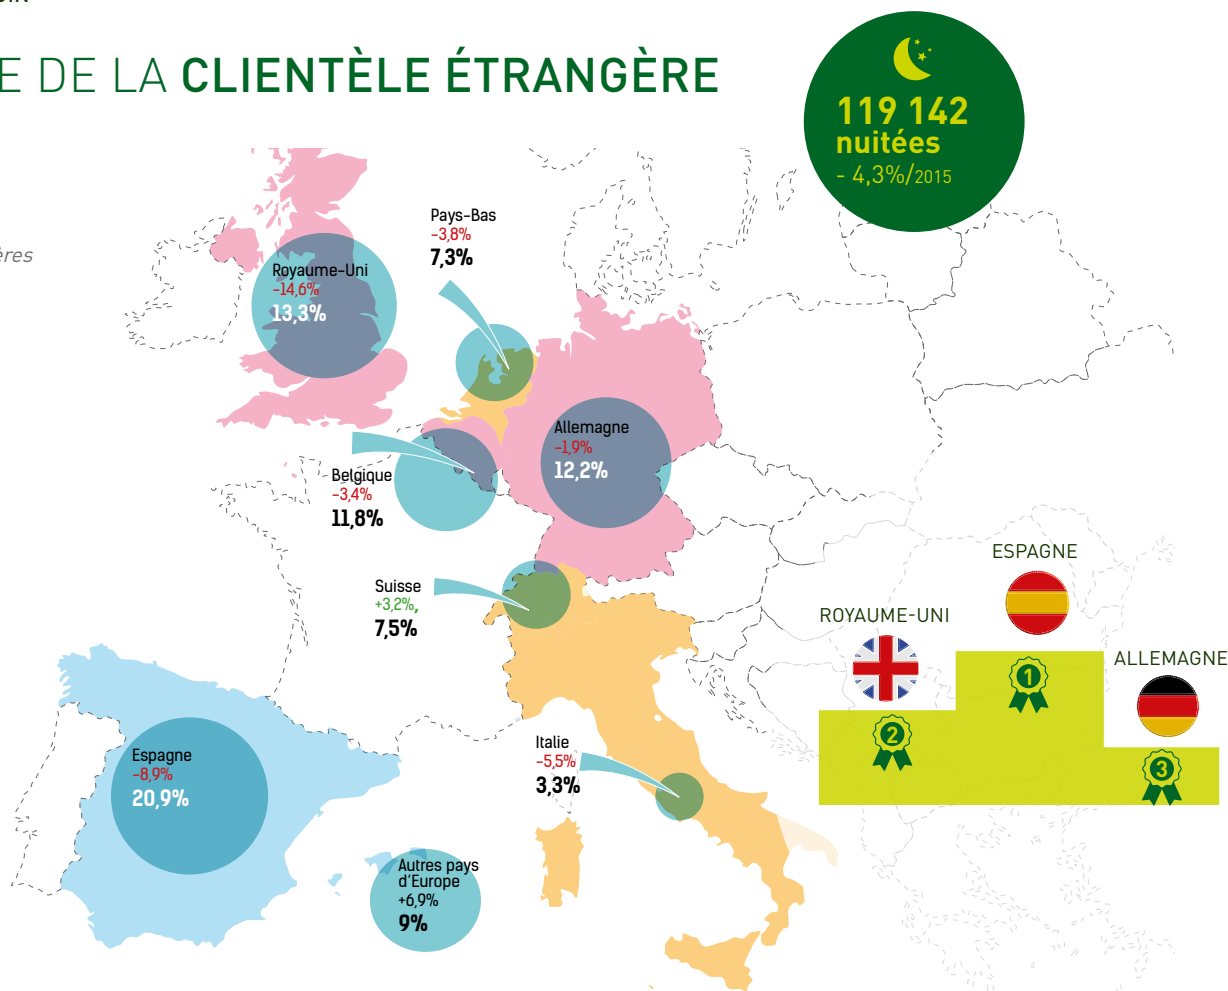 E DE LA CLIENTÈLE ÉTRANGÈRE
119 142
nuitées
- 4,3%/2015
ères
Pays-Bas
-3,8%
7,3%
Royaume-Uni
-14,6%
13,3%
Allemagne
-1,9%
12,2%
Belgique
-3,4%
11,8%
Suisse
+3,2%,
7,5%
Espagne
-8,9%
20,9%
Italie
-5,5%
3,3%
Autres pays
d'Europe
+6,9%
9%
ESPAGNE
1
ROYAUME-UNI
2
ALLEMAGNE
3